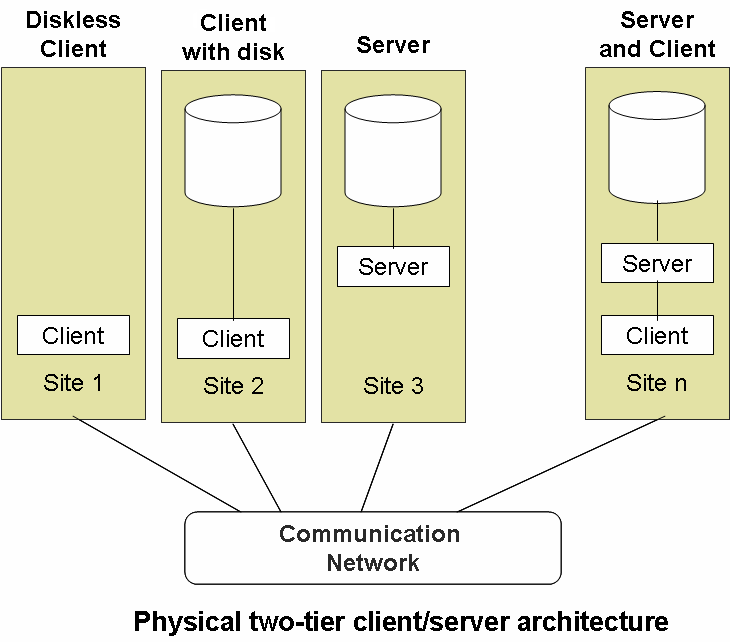 Diskless
Client
Client
with disk
Server
Server
and Client
Client
Site 1
Client
Site 2
Server
Site 3
Server
Client
Site n
Communication
Network
Physical two-tier client/server architecture